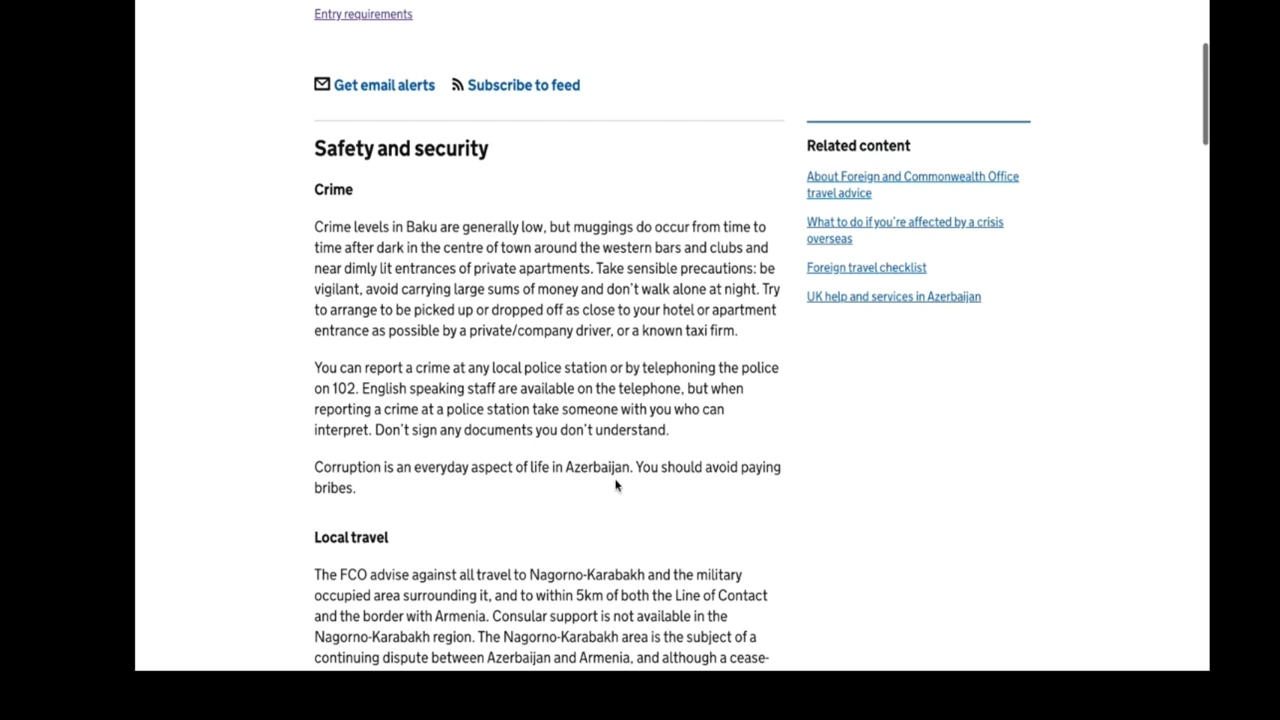 Entry requirements
Get email alerts
Subscribe to feed
Safety and security
Crime
Crime levels in Baku are generally low, but muggings do occur from time to
time after dark in the centre of town around the western bars and clubs and
near dimly lit entrances of private apartments. Take sensible precautions: be
vigilant, avoid carrying large sums of money and don't walk alone at night. Try
to arrange to be picked up or dropped off as close to your hotel or apartment
entrance as possible by a private/company driver, or a known taxi firm.
You can report a crime at any local police station or by telephoning the police
on 102. English speaking staff are available on the telephone, but when
reporting a crime at a police station take someone with you who can
interpret. Don't sign any documents you don't understand.
Corruption is an everyday aspect of life in Azerbaijan. You should avoid paying
bribes.
Local travel
The FCO advise against all travel to Nagorno-Karabakh and the military
occupied area surrounding it, and to within 5km of both the Line of Contact
and the border with Armenia. Consular support is not available in the
Nagorno-Karabakh region. The Nagorno-Karabakh area is the subject of a
continuing dispute between Azerbaijan and Armenia, and although a cease-
Related content
About Foreign and Commonwealth Office
travel advice
What to do if you're affected by a crisis
overseas
Foreign travel checklist
UK help and services in Azerbaijan